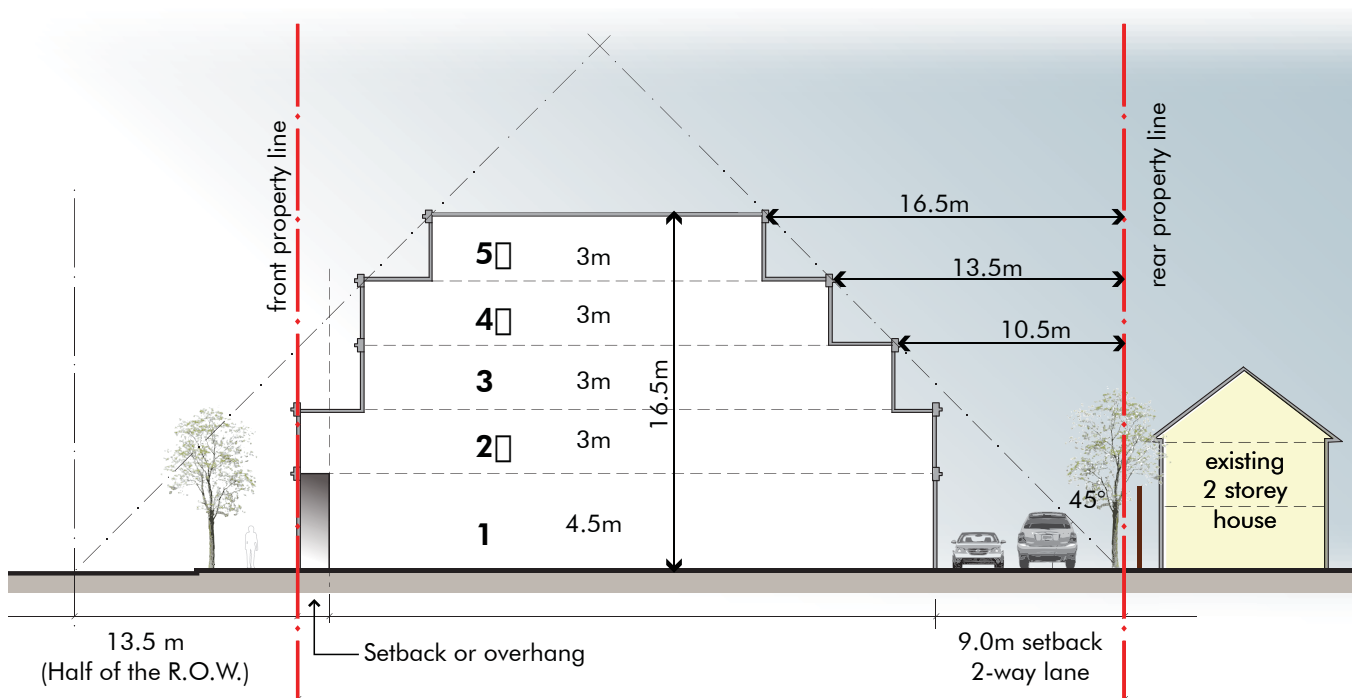 front property line
rear property line
16.5m
13.5m
10.5m
5 3m
4 3m
3 3m
2 3m
1 4.5m
16.5m
45°
existing
2 storey
house
13.5 m
(Half of the R.O.W.)
Setback or overhang
9.0m setback
2-way lane